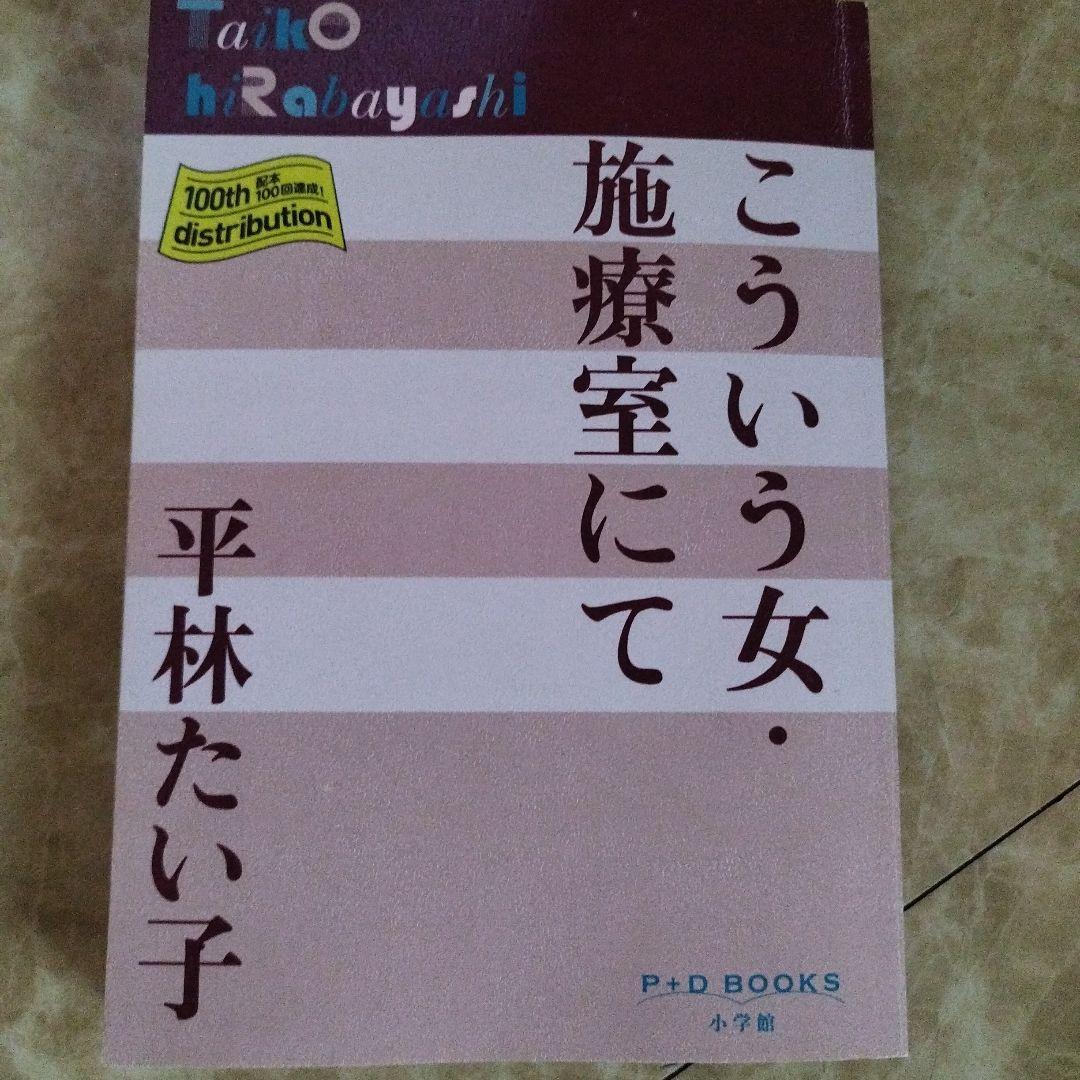 TaikO
hiRabayashi
100th 配本100回達成!
distribution
こういう女・
施療室にて
平林たい子
P+D BOOKS
小学館